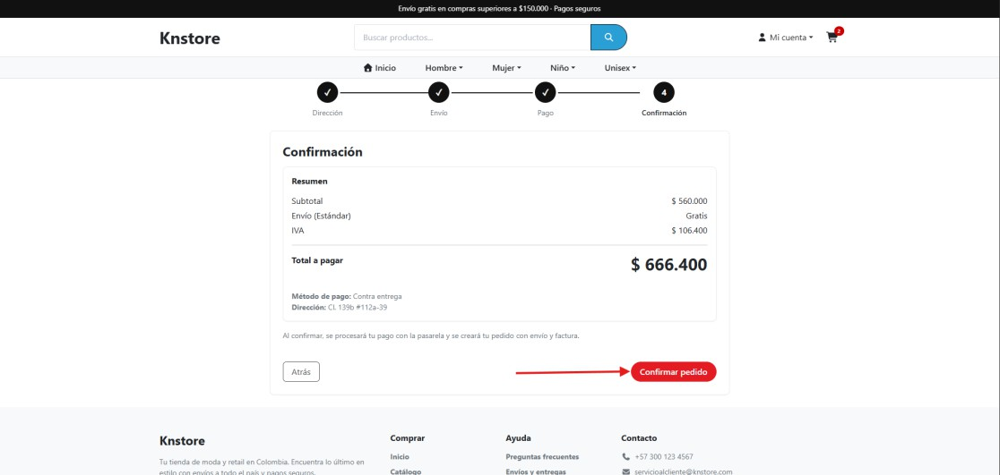 Envío gratis en compras superiores a $150.000 · Pagos seguros
Knstore
Buscar productos...
Mi cuenta
2
Inicio
Hombre
Mujer
Niño
Unisex
4
Dirección
Envío
Pago
Confirmación
Confirmación
Resumen
Subtotal $ 560.000
Envío (Estándar) Gratis
IVA $ 106.400
Total a pagar $ 666.400
Método de pago: Contra entrega
Dirección: Cl. 139b #112a-39
Al confirmar, se procesará tu pago con la pasarela y se creará tu pedido con envío y factura.
Atrás
Confirmar pedido
Knstore
Tu tienda de moda y retail en Colombia. Encuentra lo último en
estilo con envíos a todo el país y pagos seguros.
Comprar
Inicio
Catálogo
Ayuda
Preguntas frecuentes
Envíos y entregas
Contacto
+57 300 123 4567
servicioalcliente@knstore.com